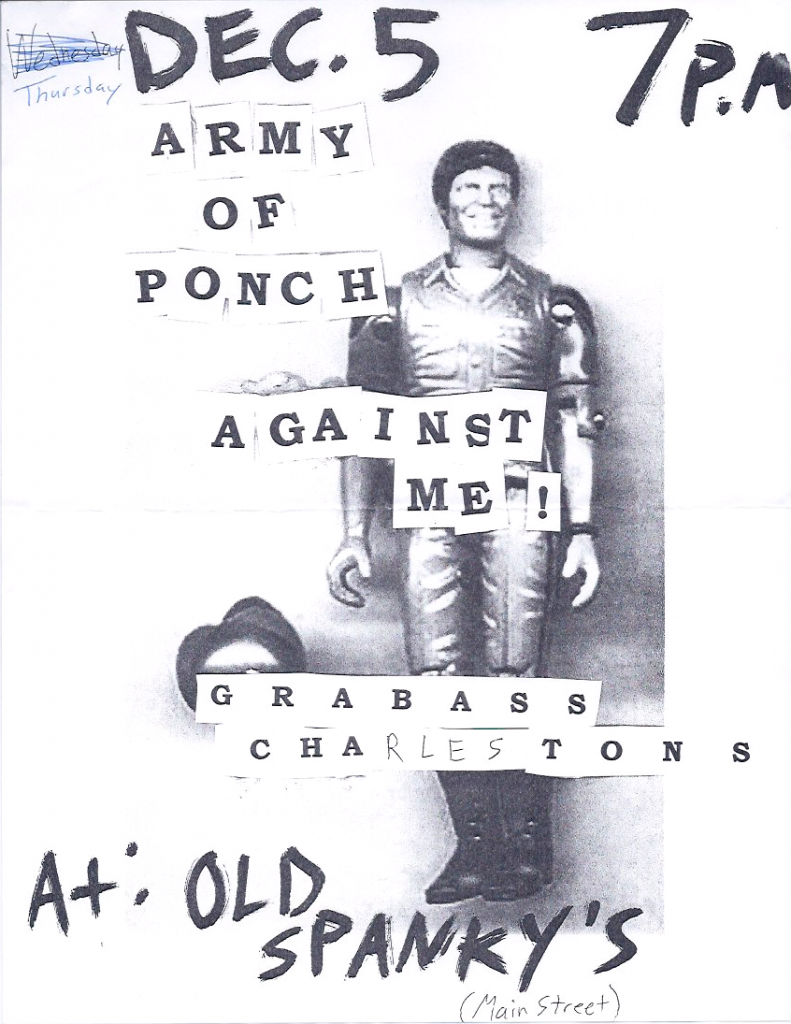 Wednesday
Thursday
DEC. 5 7 P.M
ARMY
OF
PONCH
AGAINST
ME!
GRABASS
CHARLESTONS
At: OLD
SPANKY'S
(Main Street)